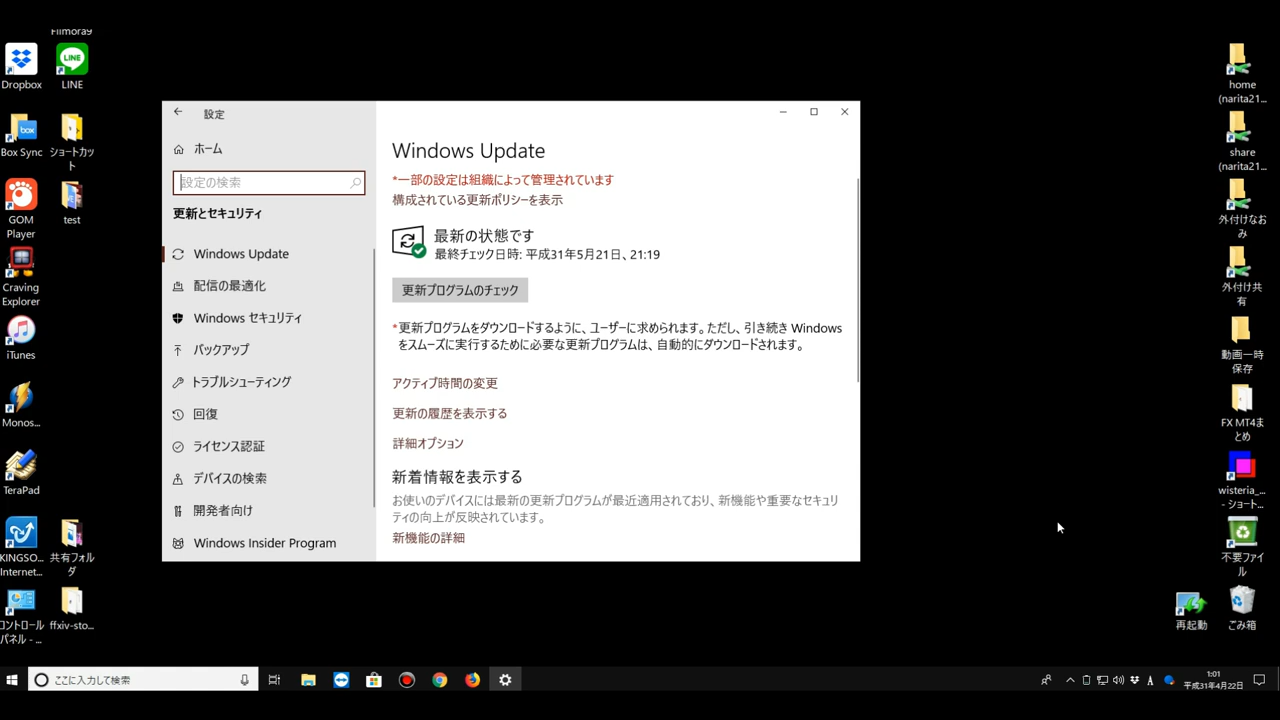 Filmora9
Dropbox
LINE
Box Sync
ショートカッ
ト
GOM
Player
test
Craving
Explorer
iTunes
Monos...
TeraPad
KINGSO...
Internet...
共有フォル
ダ
コントロール
パネル - ...
ffxiv-sto...
設定
ホーム
設定の検索
更新とセキュリティ
Windows Update
配信の最適化
Windows セキュリティ
バックアップ
トラブルシューティング
回復
ライセンス認証
デバイスの検索
開発者向け
Windows Insider Program
Windows Update
*一部の設定は組織によって管理されています
構成されている更新ポリシーを表示
最新の状態です
最終チェック日時: 平成31年5月21日、21:19
更新プログラムのチェック
*更新プログラムをダウンロードするように、ユーザーに求められます。ただし、引き続き Windows
をスムーズに実行するために必要な更新プログラムは、自動的にダウンロードされます。
アクティブ時間の変更
更新の履歴を表示する
詳細オプション
新着情報を表示する
お使いのデバイスには最新の更新プログラムが最近適用されており、新機能や重要なセキュリ
ティの向上が反映されています。
新機能の詳細
home
(narita21...
share
(narita21...
外付けなお
み
外付け共
有
動画一時
保存
FX MT4ま
とめ
wisteria_...
- ショート...
不要ファイ
ル
再起動
ごみ箱
ここに入力して検索
A
1:01
平成31年4月22日